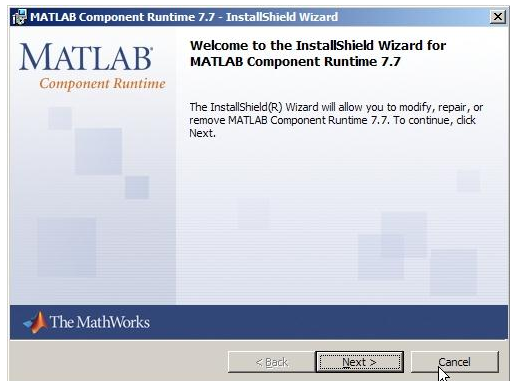 MATLAB Component Runtime 7.7 - InstallShield Wizard
MATLAB®
Component Runtime
Welcome to the InstallShield Wizard for
MATLAB Component Runtime 7.7
The InstallShield(R) Wizard will allow you to modify, repair, or
remove MATLAB Component Runtime 7.7. To continue, click
Next.
The MathWorks
< Back
Next >
Cancel